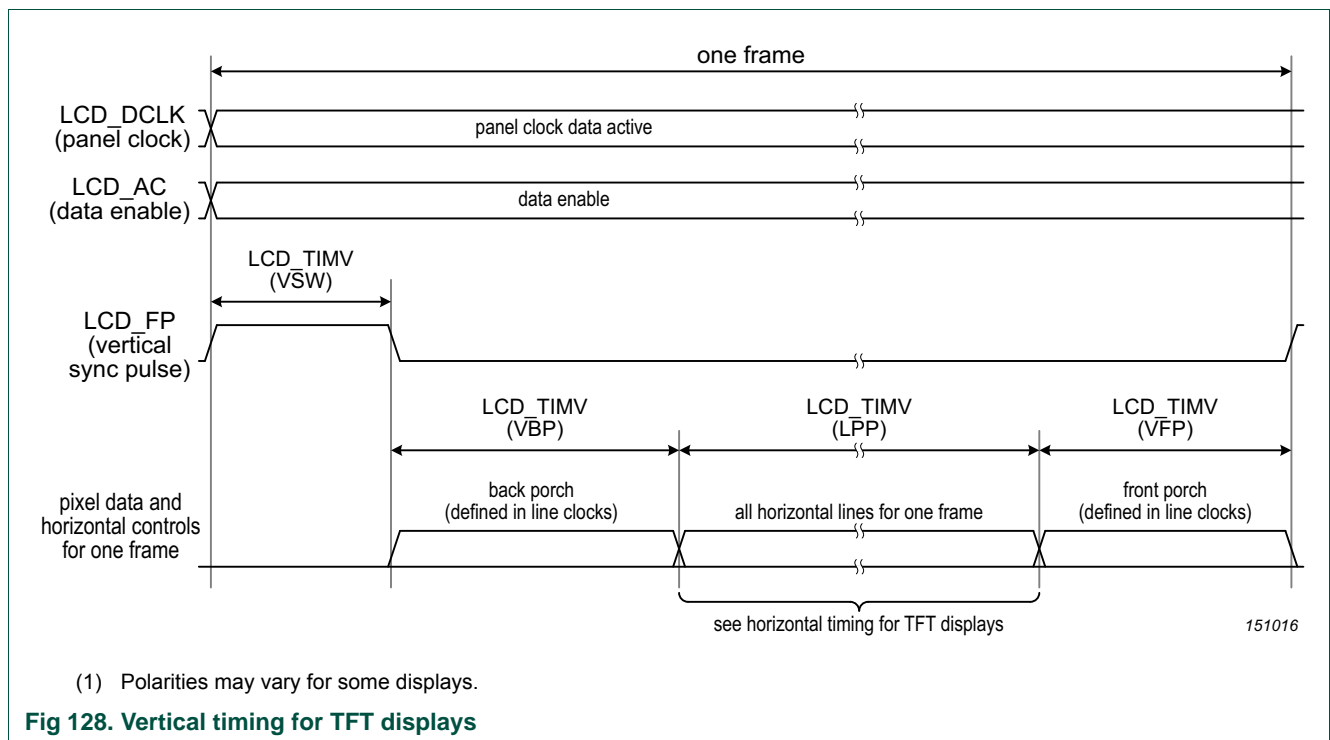 one frame
LCD_DCLK
(panel clock)
panel clock data active
LCD_AC
(data enable)
data enable
LCD_TIMV
(VSW)
LCD_FP
(vertical
sync pulse)
LCD_TIMV
(VBP)
LCD_TIMV
(LPP)
LCD_TIMV
(VFP)
pixel data and
horizontal controls
for one frame
back porch
(defined in line clocks)
all horizontal lines for one frame
front porch
(defined in line clocks)
see horizontal timing for TFT displays
151016
(1) Polarities may vary for some displays.
Fig 128. Vertical timing for TFT displays